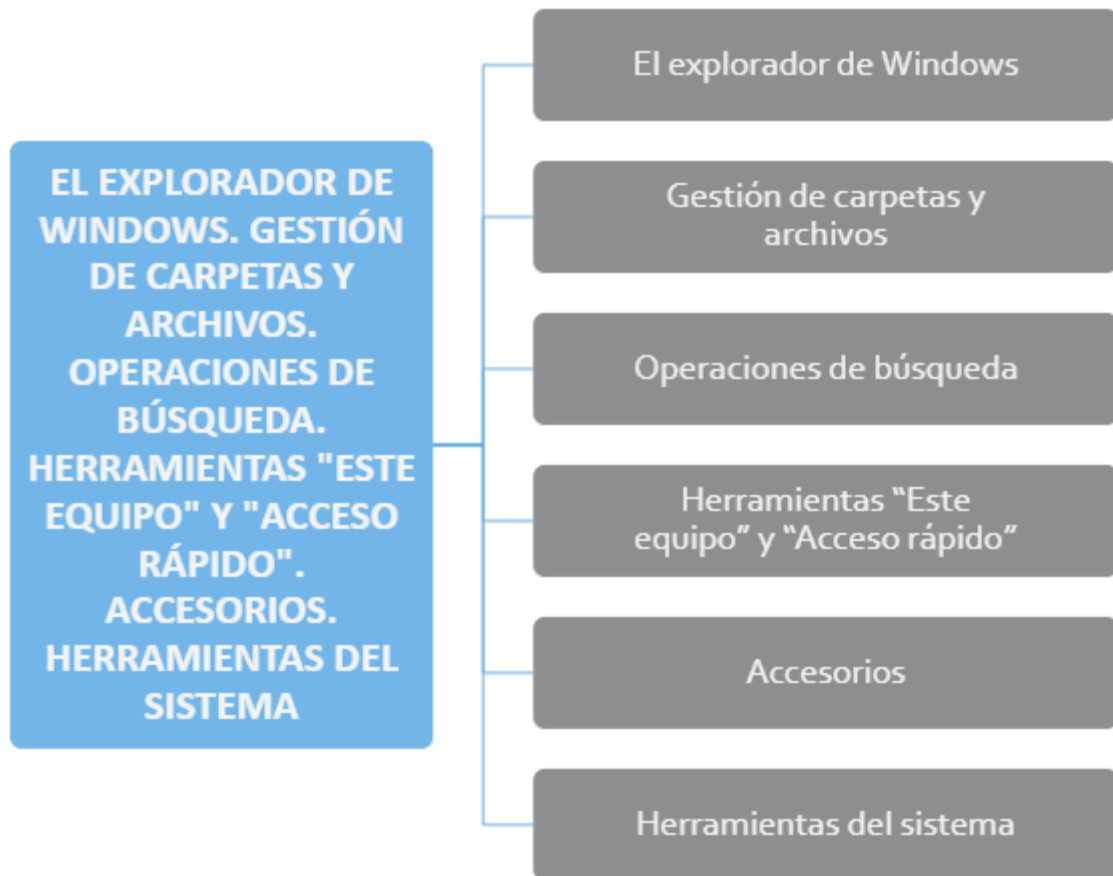 EL EXPLORADOR DE
WINDOWS. GESTIÓN
DE CARPETAS Y
ARCHIVOS.
OPERACIONES DE
BÚSQUEDA.
HERRAMIENTAS "ESTE
EQUIPO" Y "ACCESO
RÁPIDO".
ACCESORIOS.
HERRAMIENTAS DEL
SISTEMA
El explorador de Windows
Gestión de carpetas y
archivos
Operaciones de búsqueda
Herramientas “Este
equipo” y “Acceso rápido”
Accesorios
Herramientas del sistema